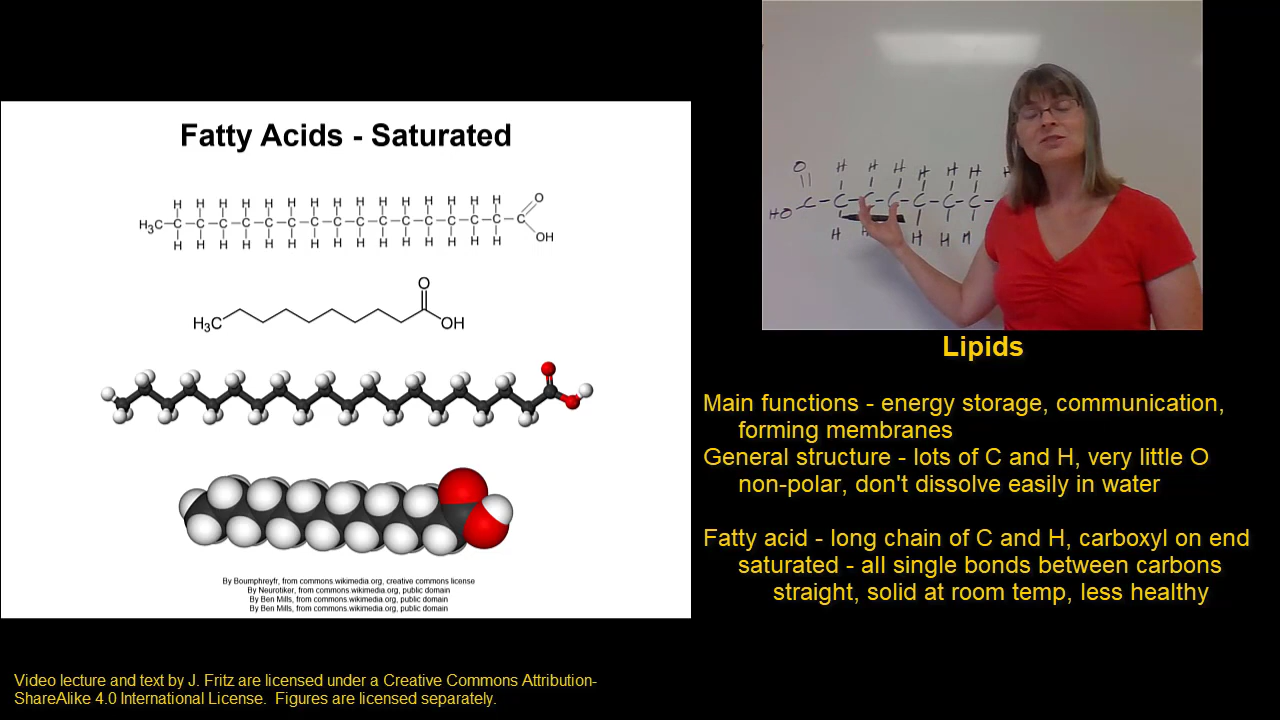 Fatty Acids - Saturated
H H H H H H H H H H H H H H H O
H₃C-C-C-C-C-C-C-C-C-C-C-C-C-C-C-C-C
H H H H H H H H H H H H H H H OH
O
H₃C OH
By Boumphreyfr, from commons.wikimedia.org, creative commons license
By Neurotiker, from commons.wikimedia.org, public domain
By Ben Mills, from commons.wikimedia.org, public domain
By Ben Mills, from commons.wikimedia.org, public domain
O H H H H H H
HO C-C-C-C-C-C-C-
H H H H H
Lipids
Main functions - energy storage, communication,
forming membranes
General structure - lots of C and H, very little O
non-polar, don't dissolve easily in water
Fatty acid - long chain of C and H, carboxyl on end
saturated - all single bonds between carbons
straight, solid at room temp, less healthy
Video lecture and text by J. Fritz are licensed under a Creative Commons Attribution-
ShareAlike 4.0 International License. Figures are licensed separately.